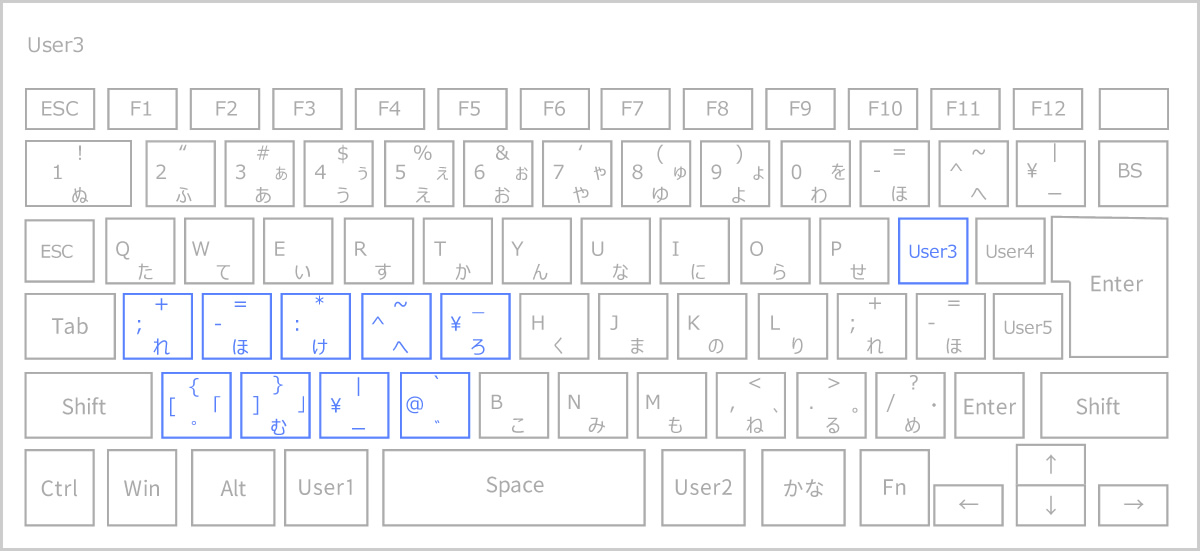 User3
ESC F1 F2 F3 F4 F5 F6 F7 F8 F9 F10 F11 F12
! “ # $ % & ‘ ( ) = ~ |
1 2 3 ぁ 4 ぅ 5 ぇ 6 ぉ 7 ゃ 8 ゅ 9 ょ 0 を - ^ ¥ BS
ぬ ふ あ う え お や ゆ よ わ ほ へ ー
ESC Q W E R T Y U I O P User3 User4 Enter
た て い す か ん な に ら せ
+ = * ~ ー + =
Tab ; - : ^ ¥ H J K L ; - User5
れ ほ け へ ろ く ま の り れ ほ
{ } | ` < > ?
Shift [ 「 ] 」 ¥ @ B N M , 、 . 。 / ・ Enter Shift
゜ む ー ゛ こ み も ね る め
Ctrl Win Alt User1 Space User2 かな Fn ↑
← ↓ →